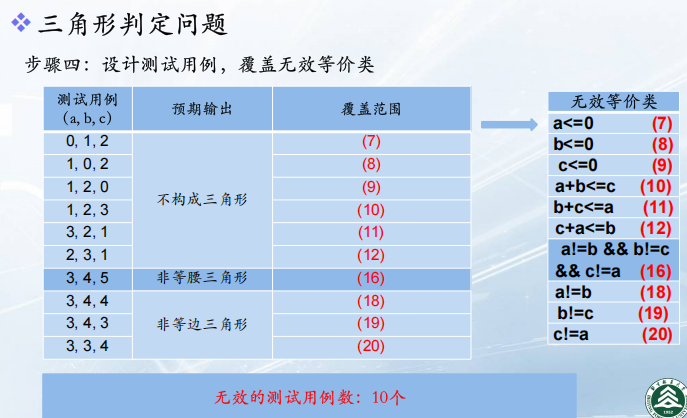 三角形判定问题
步骤四：设计测试用例，覆盖无效等价类
测试用例 预期输出 覆盖范围
(a, b, c)
0, 1, 2 (7)
1, 0, 2 (8)
1, 2, 0 (9)
不构成三角形
1, 2, 3 (10)
3, 2, 1 (11)
2, 3, 1 (12)
3, 4, 5 非等腰三角形 (16)
3, 4, 4 (18)
3, 4, 3 非等边三角形 (19)
3, 3, 4 (20)
无效等价类
a<=0 (7)
b<=0 (8)
c<=0 (9)
a+b<=c (10)
b+c<=a (11)
c+a<=b (12)
a!=b && b!=c
&& c!=a (16)
a!=b (18)
b!=c (19)
c!=a (20)
无效的测试用例数：10个